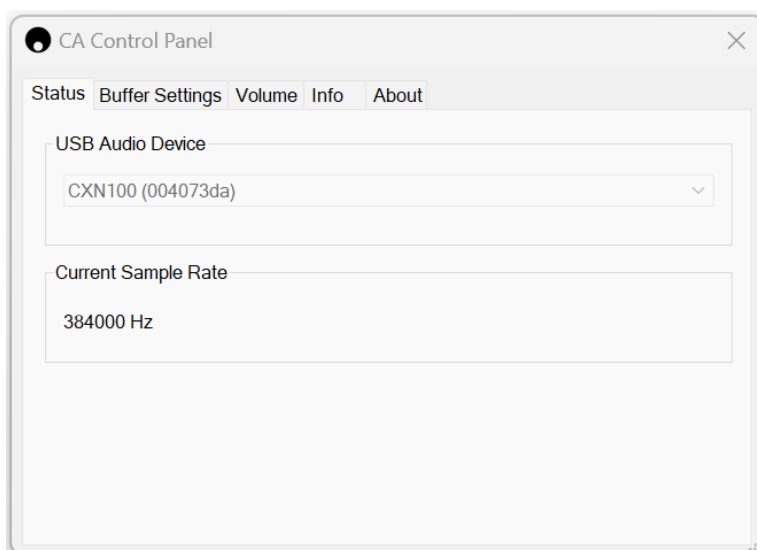 CA Control Panel
Status Buffer Settings Volume Info About
USB Audio Device
CXN100 (004073da)
Current Sample Rate
384000 Hz